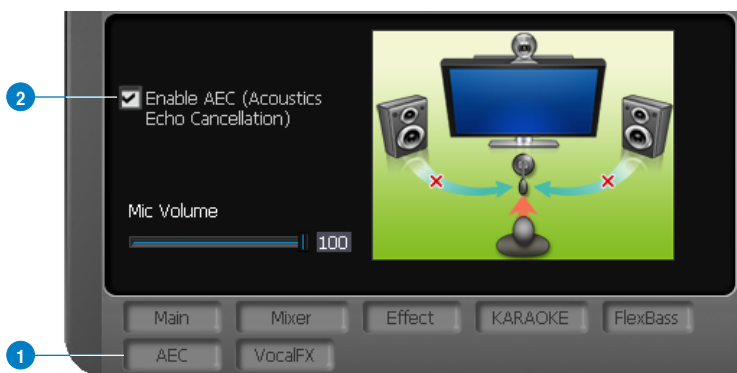 2
Enable AEC (Acoustics
Echo Cancellation)
Mic Volume
100
Main Mixer Effect KARAOKE FlexBass
1
AEC VocalFX